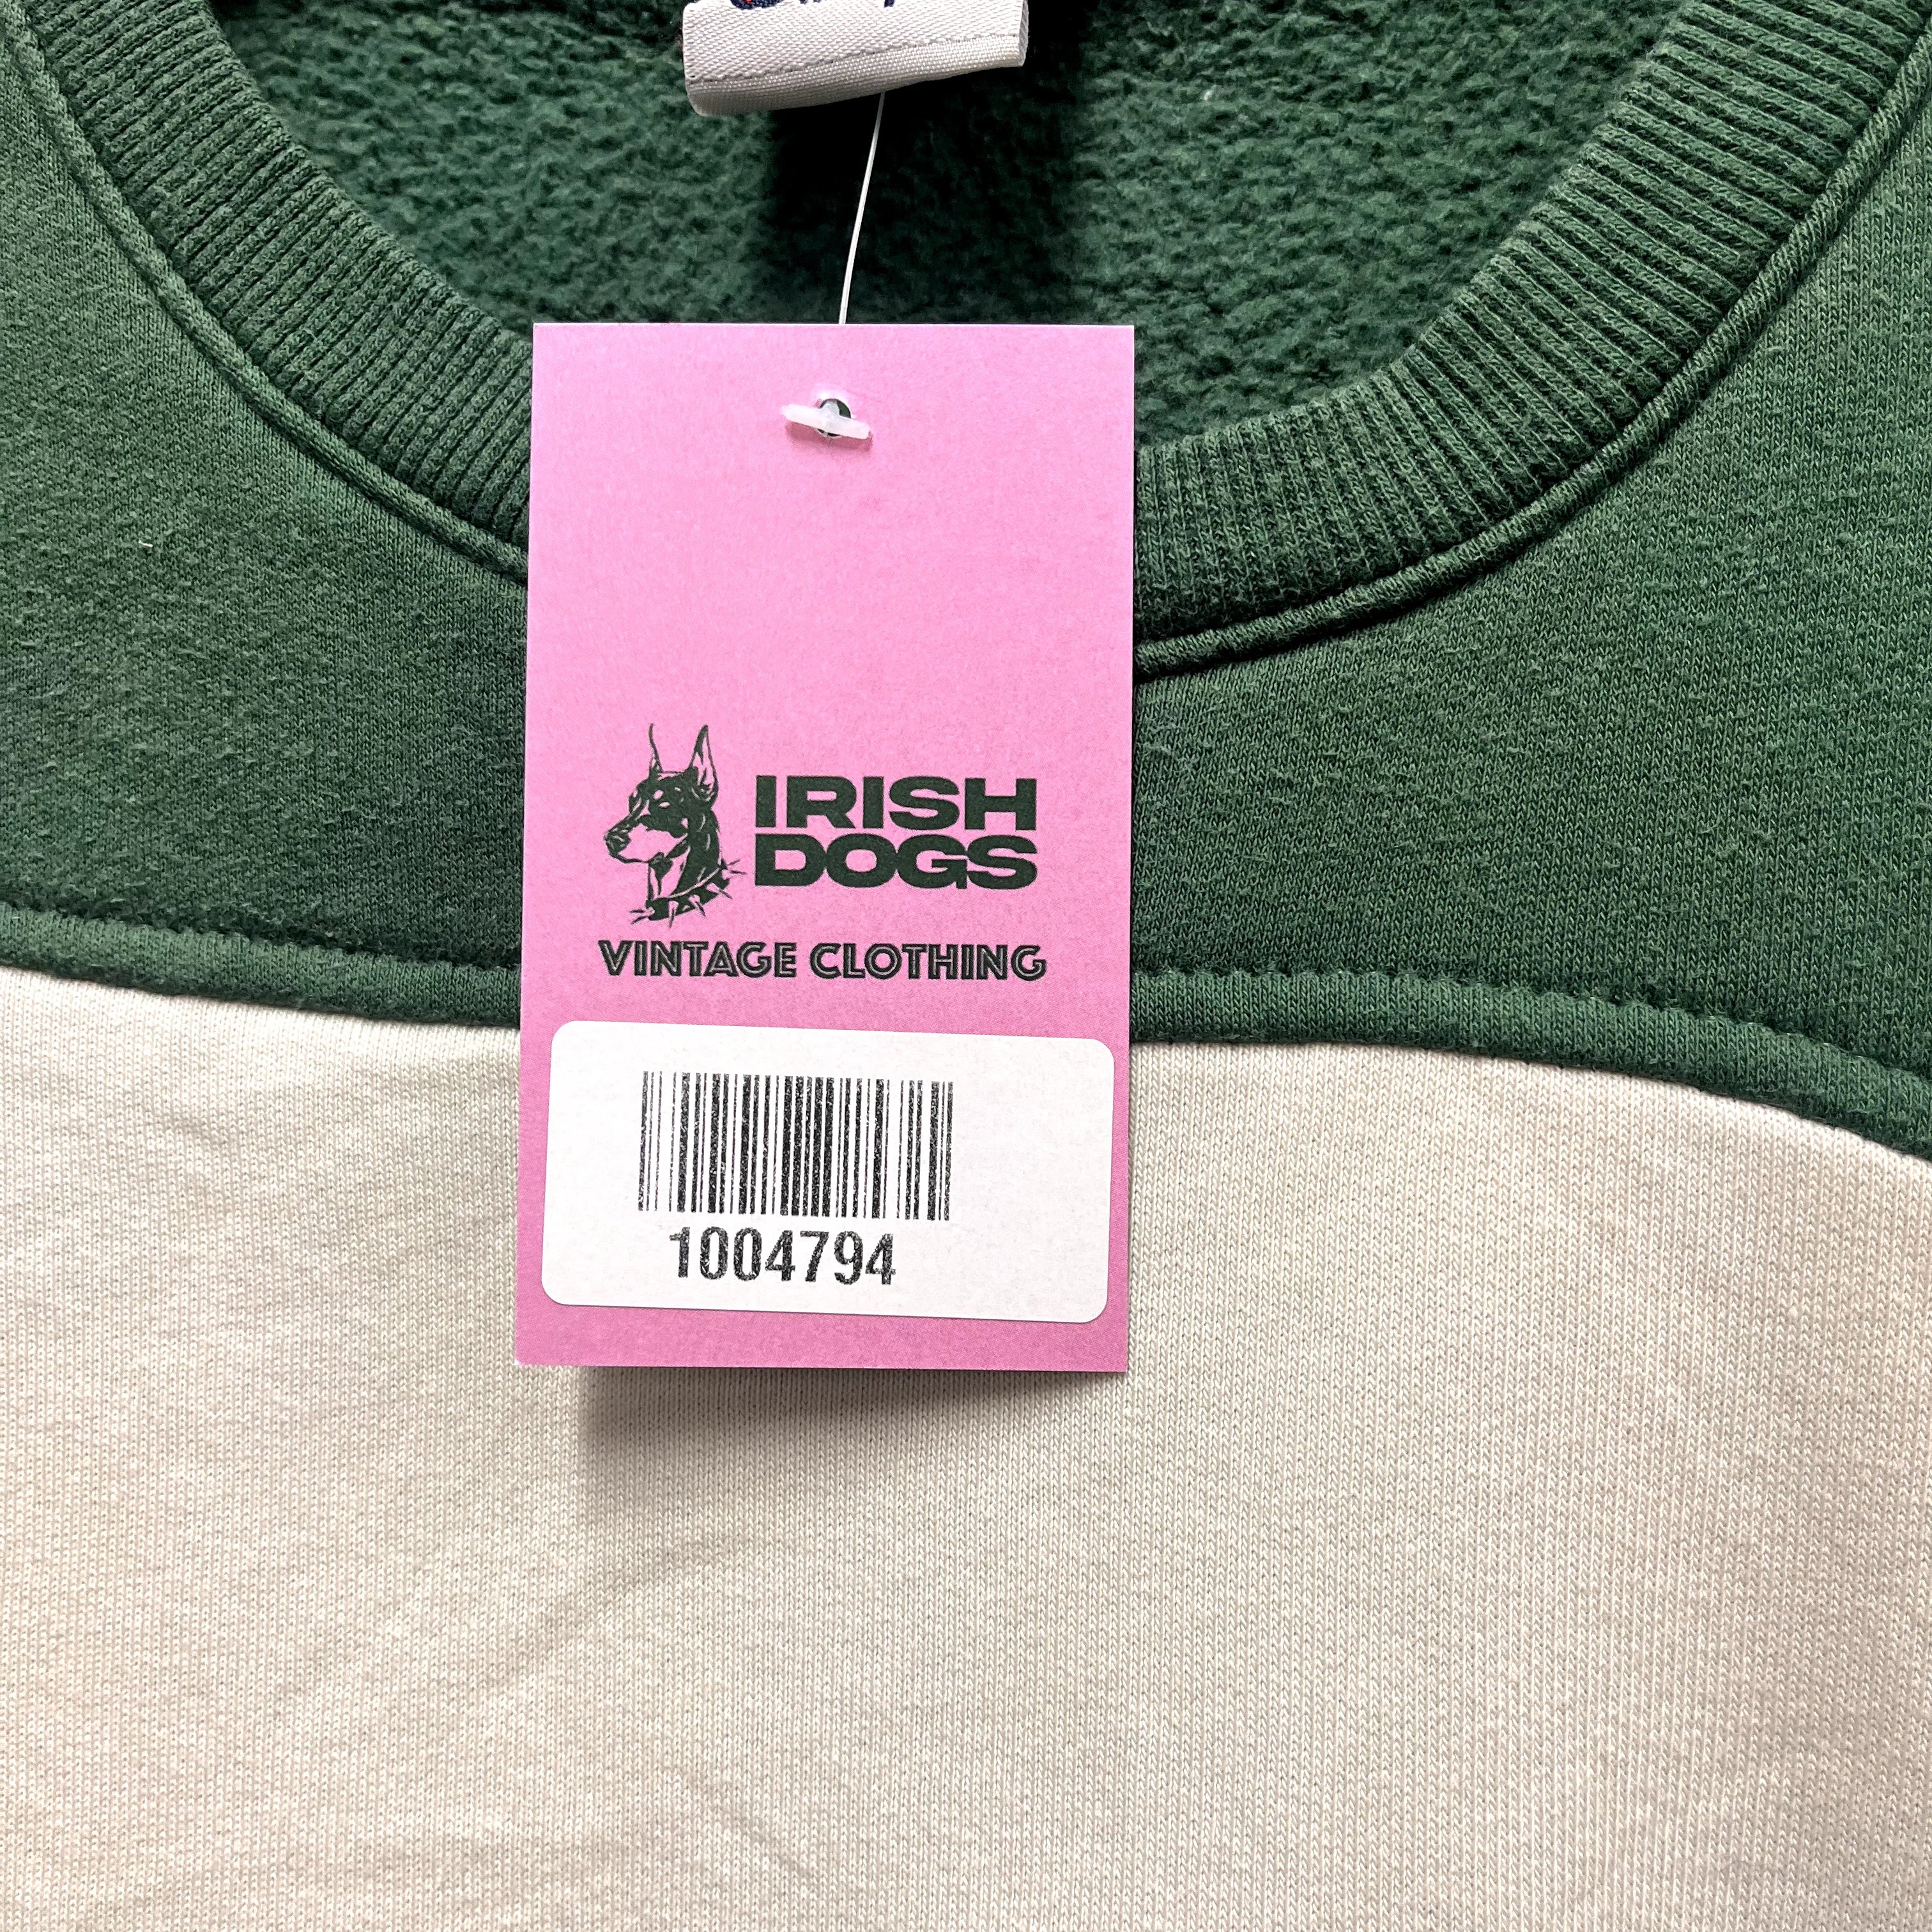 IRISH
DOGS
VINTAGE CLOTHING
1004794